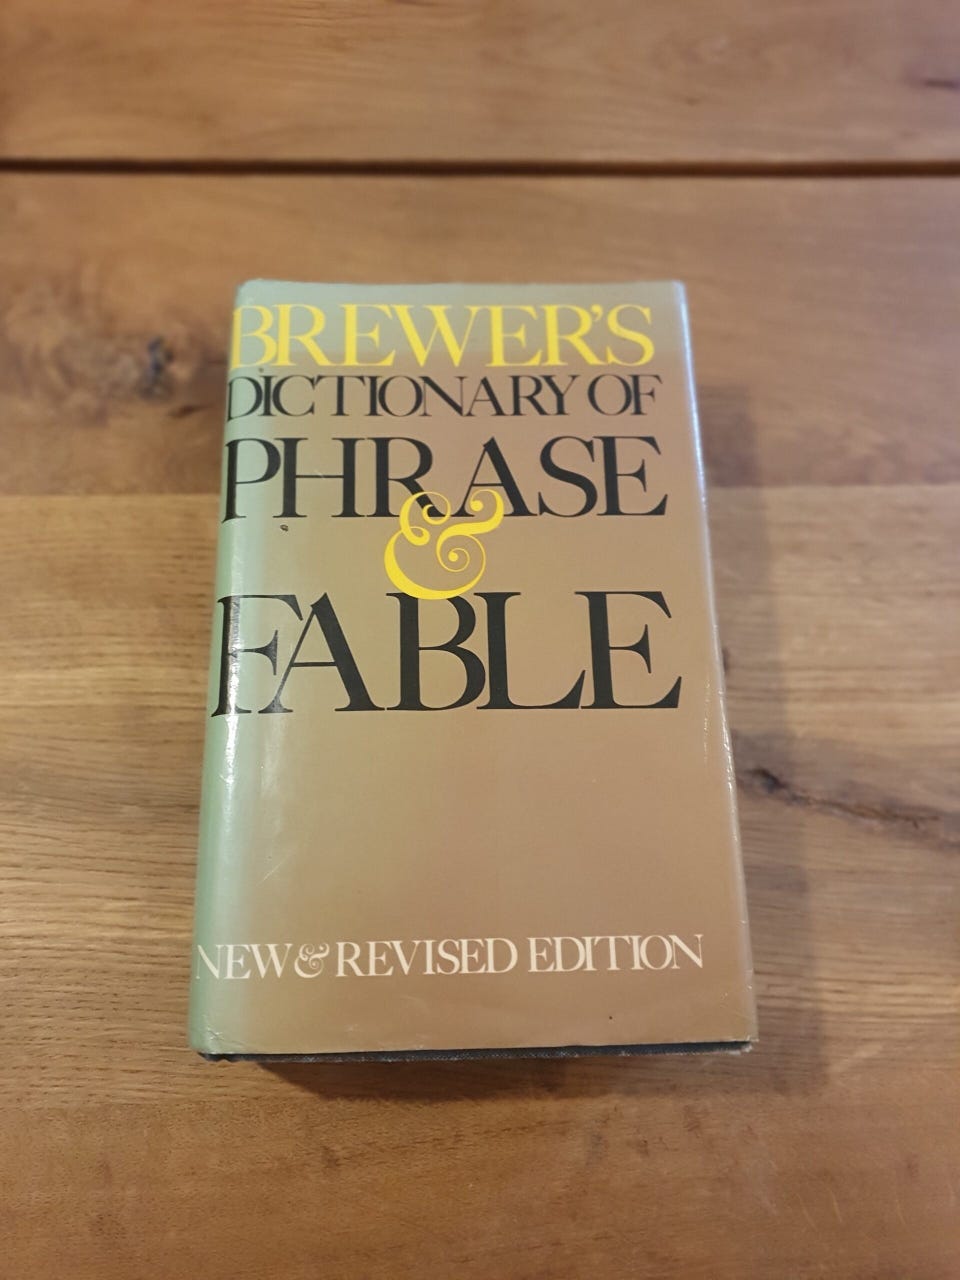 BREWER'S
DICTIONARY OF
PHRASE
&
FABLE
NEW & REVISED EDITION